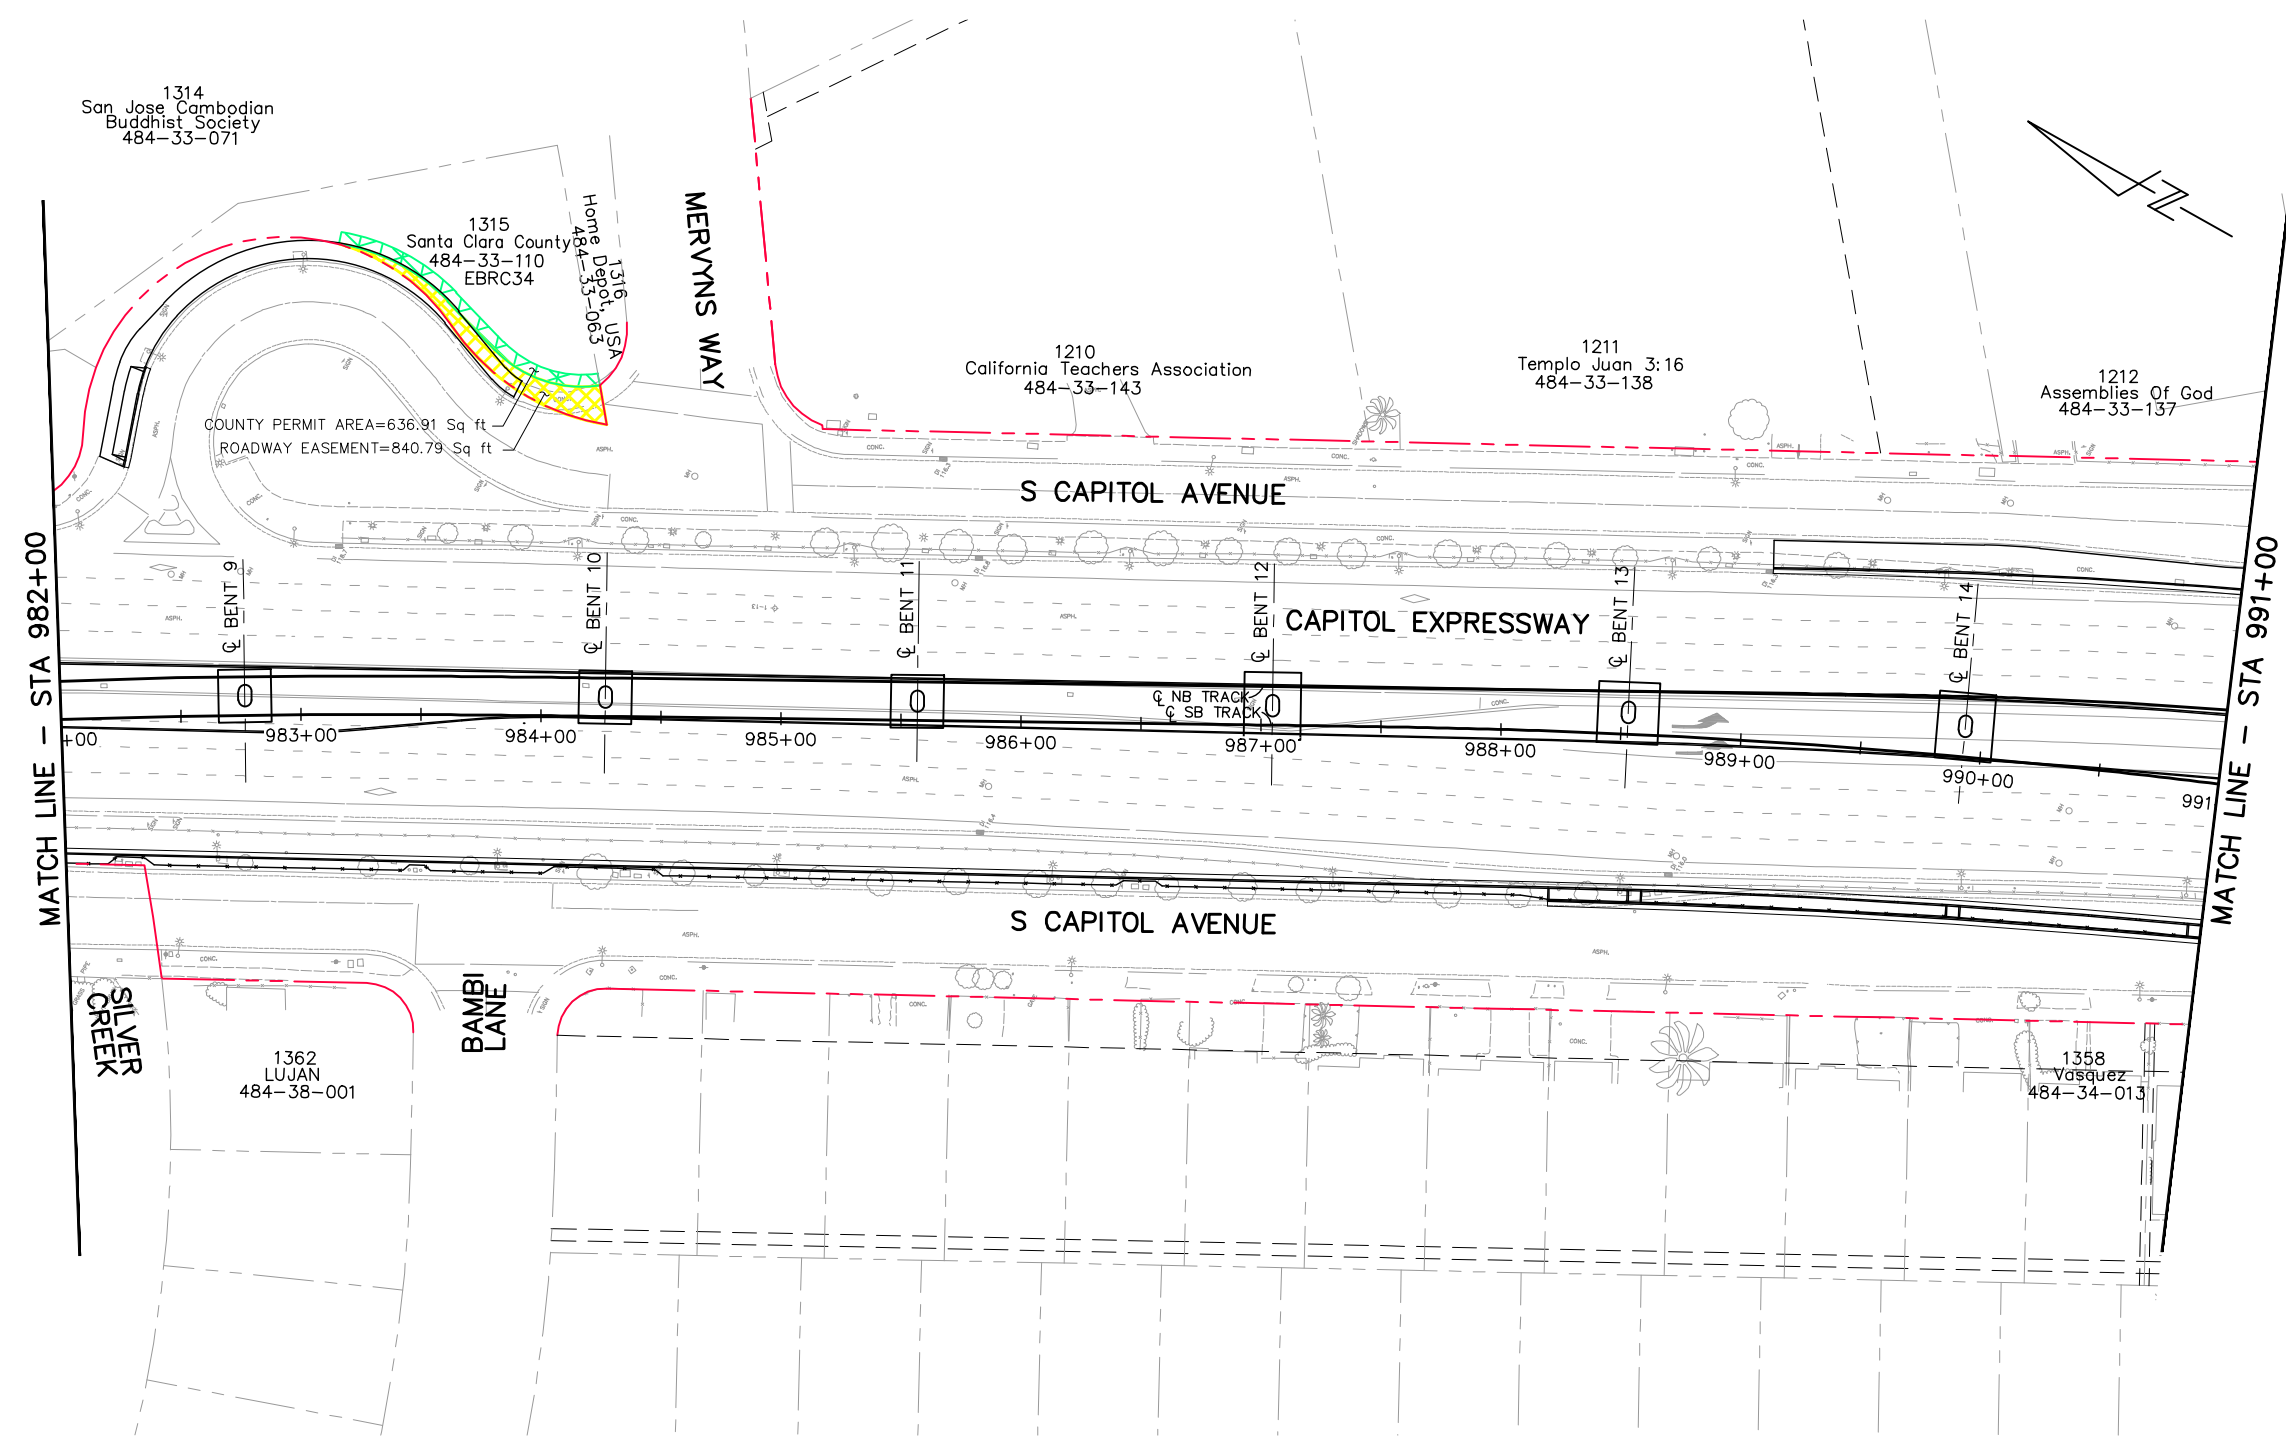 1314
San Jose Cambodian
Buddhist Society
484-33-071
1315
Santa Clara County
484-33-110
EBRC34
1316
Home Depot, USA
484-33-063
MERVYNS WAY
1210
California Teachers Association
484-33-143
1211
Templo Juan 3:16
484-33-138
1212
Assemblies Of God
484-33-137
COUNTY PERMIT AREA=636.91 Sq ft
ROADWAY EASEMENT=840.79 Sq ft
S CAPITOL AVENUE
CAPITOL EXPRESSWAY
MATCH LINE - STA 982+00
MATCH LINE - STA 991+00
℄ BENT 9
℄ BENT 10
℄ BENT 11
℄ BENT 12
℄ BENT 13
℄ BENT 14
℄ NB TRACK
℄ SB TRACK
+00
983+00
984+00
985+00
986+00
987+00
988+00
989+00
990+00
991
S CAPITOL AVENUE
SILVER
CREEK
BAMBI
LANE
1362
LUJAN
484-38-001
1358
Vasquez
484-34-013